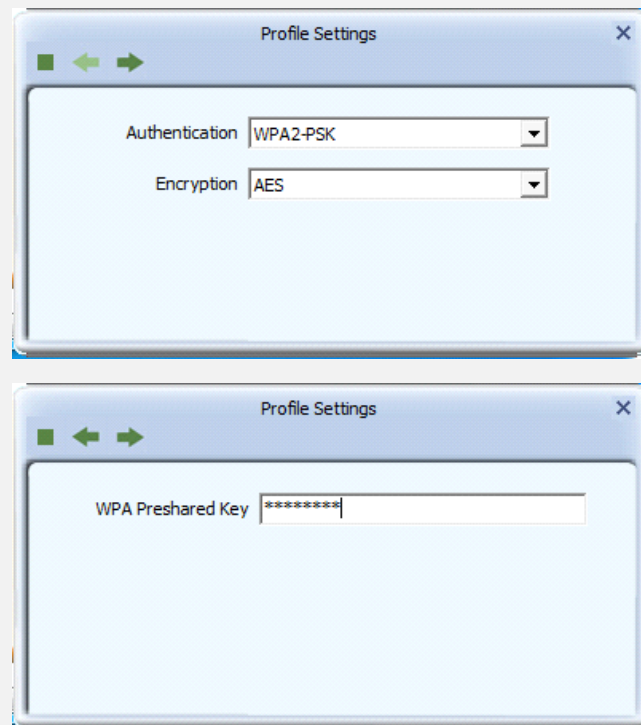 Profile Settings
Authentication WPA2-PSK
Encryption AES
Profile Settings
WPA Preshared Key ********